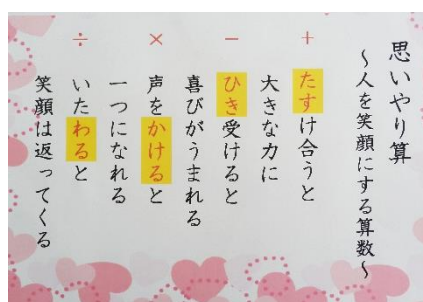 思いやり算
～人を笑顔にする算数～
＋ たすけ合うと
大きな力に
－ ひき受けると
喜びがうまれる
× 声をかけると
一つになれる
÷ いたわると
笑顔は返ってくる